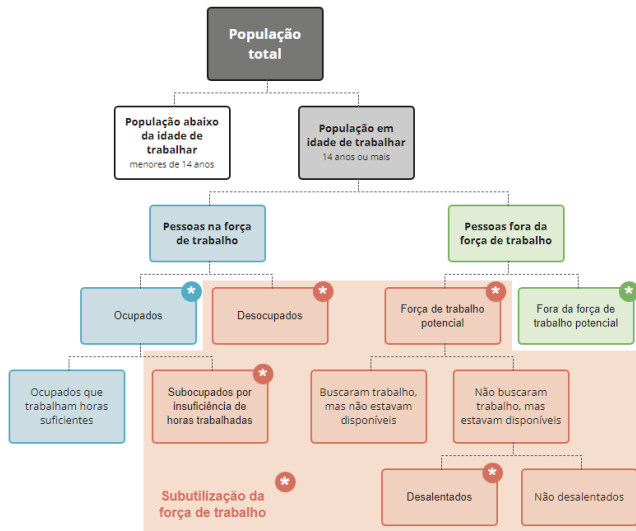 População
total
População abaixo
da idade de
trabalhar
menores de 14 anos
População em
idade de trabalhar
14 anos ou mais
Pessoas na força
de trabalho
Pessoas fora da
força de trabalho
*
*
*
*
Ocupados
Desocupados
Força de trabalho
potencial
Fora da força de
trabalho potencial
Ocupados que
trabalham horas
suficientes
*
Subocupados por
insuficiência de
horas trabalhadas
Buscaram trabalho,
mas não estavam
disponíveis
Não buscaram
trabalho, mas
estavam disponíveis
Subutilização da
força de trabalho
*
*
Desalentados
Não desalentados